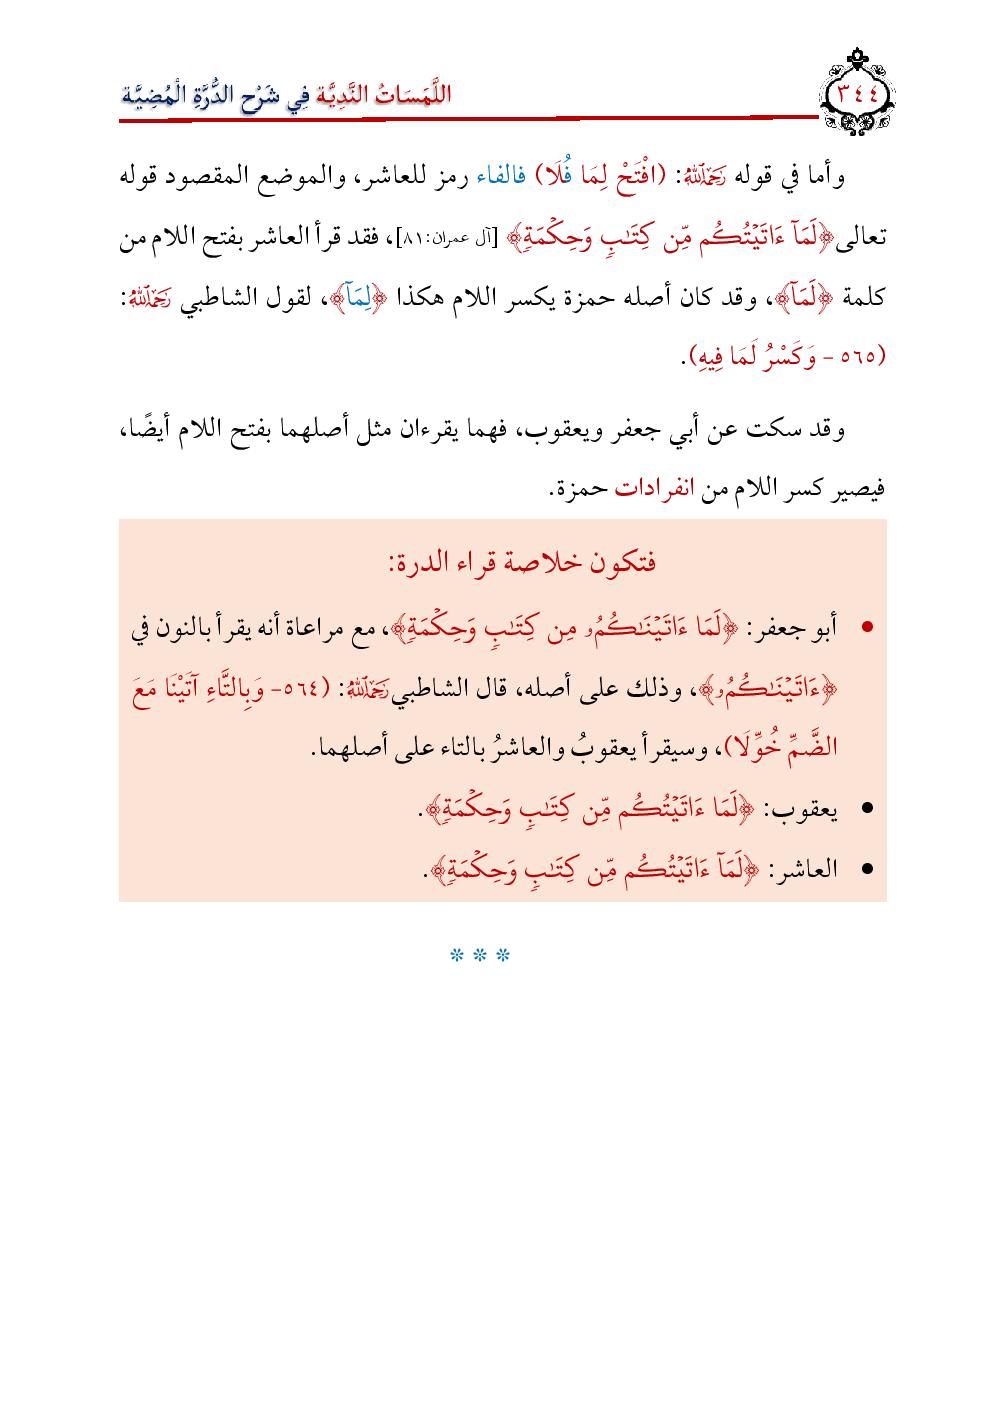 ٣٤٤
اللَّمَسَاتُ النَّدِيَّة فِي شَرْحِ الدُّرَّةِ الْمُضِيَّة
وأما في قوله رَحِمَهُ اللَّهُ: (افْتَحْ لِمَا فُلَا) فالفاء رمز للعاشر، والموضع المقصود قوله
تعالى ﴿لَمَآ ءَاتَيْتُكُم مِّن كِتَٰبٖ وَحِكْمَةٖ﴾ [آل عمران:٨١]، فقد قرأ العاشر بفتح اللام من
كلمة ﴿لَمَآ﴾، وقد كان أصله حمزة يكسر اللام هكذا ﴿لِمَآ﴾، لقول الشاطبي رَحِمَهُ اللَّهُ:
(٥٦٥ - وَكَسْرُ لَمَا فِيهِ).
وقد سكت عن أبي جعفر ويعقوب، فهما يقرءان مثل أصلهما بفتح اللام أيضًا،
فيصير كسر اللام من انفرادات حمزة.
فتكون خلاصة قراء الدرة:
• أبو جعفر: ﴿لَمَا ءَاتَيْنَٰكُمُۥ مِن كِتَٰبٖ وَحِكْمَةٖ﴾، مع مراعاة أنه يقرأ بالنون في
﴿ءَاتَيْنَٰكُمُۥ﴾، وذلك على أصله، قال الشاطبي رَحِمَهُ اللَّهُ: (٥٦٤- وَبِالتَّاءِ آتَيْنَا مَعَ
الضَّمِّ خُوِّلَا)، وسيقرأ يعقوبُ والعاشرُ بالتاء على أصلهما.
• يعقوب: ﴿لَمَا ءَاتَيْتُكُم مِّن كِتَٰبٖ وَحِكْمَةٖ﴾.
• العاشر: ﴿لَمَآ ءَاتَيْتُكُم مِّن كِتَٰبٖ وَحِكْمَةٖ﴾.
* * *